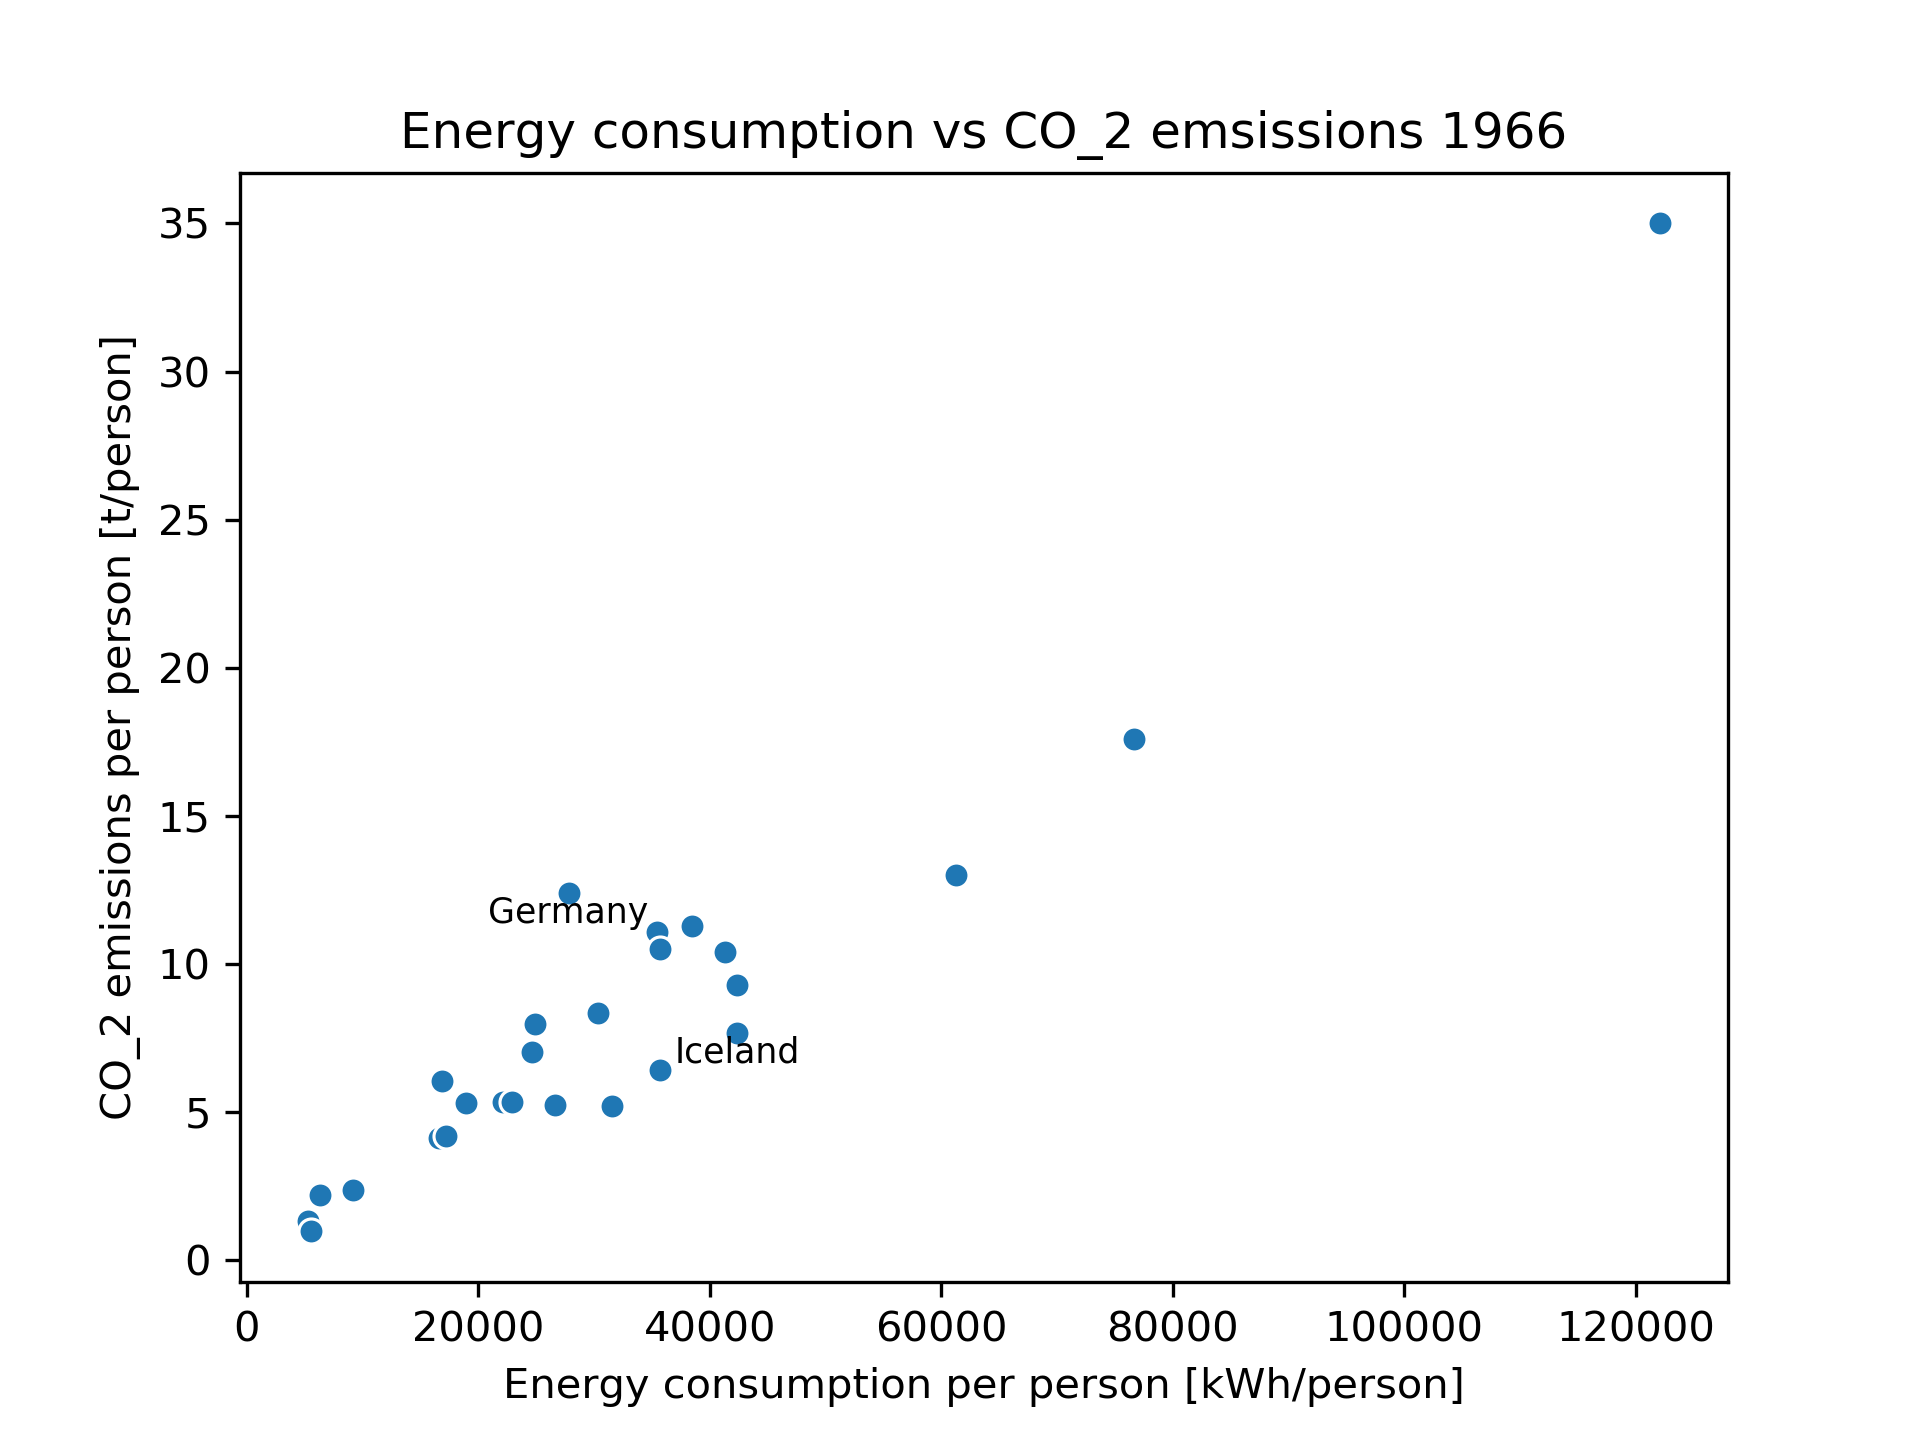 Energy consumption vs CO_2 emsissions 1966
CO_2 emissions per person [t/person]
35
30
25
20
15
10
5
0
Germany
Iceland
0 20000 40000 60000 80000 100000 120000
Energy consumption per person [kWh/person]